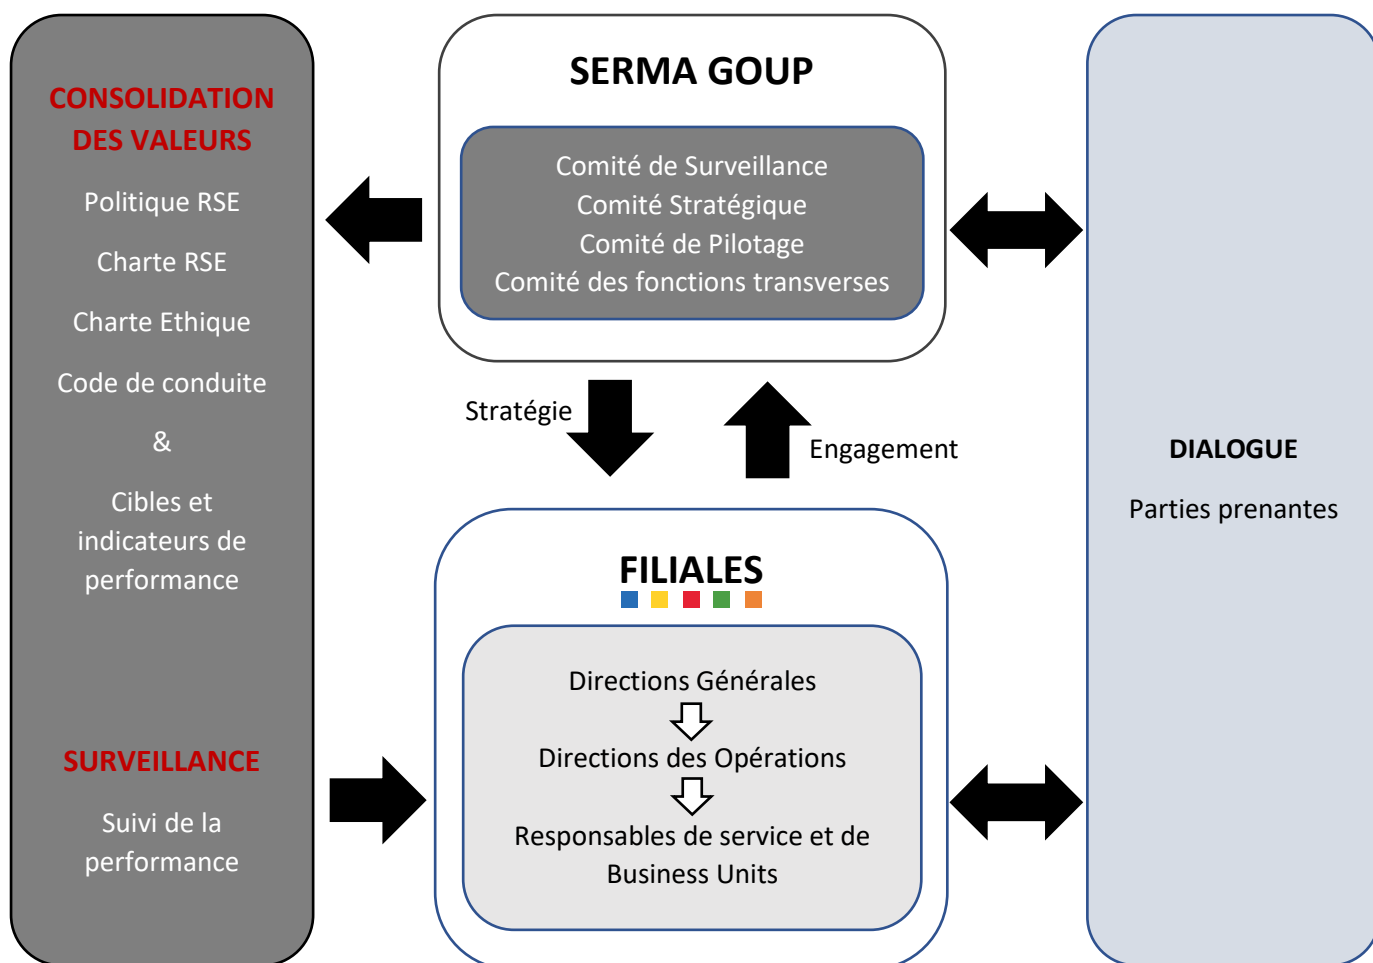 CONSOLIDATION
DES VALEURS
Politique RSE
Charte RSE
Charte Ethique
Code de conduite
&
Cibles et
indicateurs de
performance
SURVEILLANCE
Suivi de la
performance
SERMA GOUP
Comité de Surveillance
Comité Stratégique
Comité de Pilotage
Comité des fonctions transverses
Stratégie
Engagement
FILIALES
Directions Générales
Directions des Opérations
Responsables de service et de
Business Units
DIALOGUE
Parties prenantes